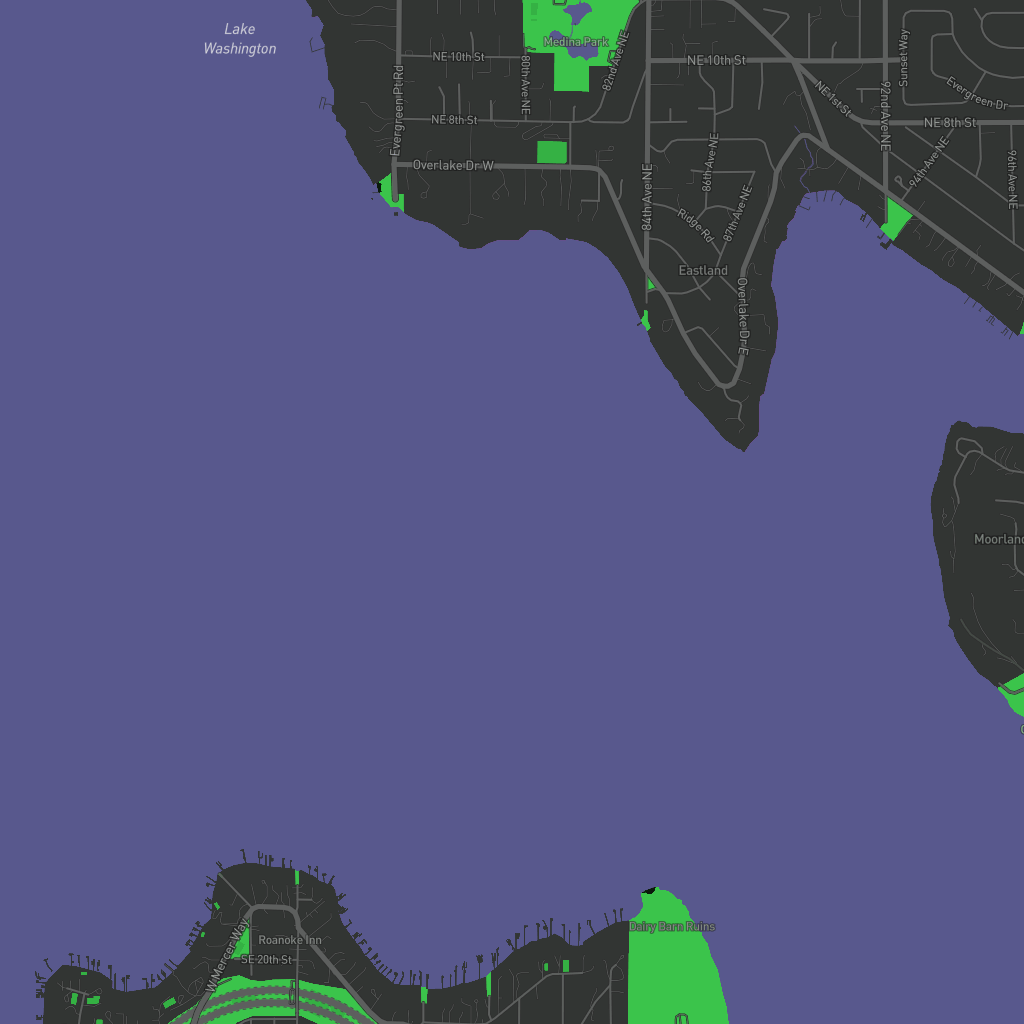 Lake
Washington
Medina Park
NE 10th St
80th Ave NE
82nd Ave NE
NE 10th St
Sunset Way
Evergreen Dr
NE 1st St
92nd Ave NE
NE 8th St
Evergreen Pt Rd
NE 8th St
94th Ave NE
96th Ave NE
Overlake Dr W
84th Ave NE
86th Ave NE
87th Ave NE
Ridge Rd
Eastland
Overlake Dr E
Moorlan
Dairy Barn Ruins
W Mercer Way
Roanoke Inn
SE 20th St